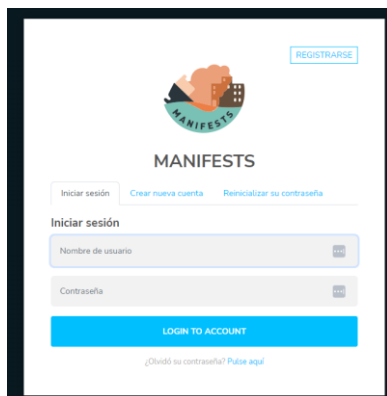 REGISTRARSE
MANIFESTS
MANIFESTS
Iniciar sesión Crear nueva cuenta Reinicializar su contraseña
Iniciar sesión
Nombre de usuario
Contraseña
LOGIN TO ACCOUNT
¿Olvidó su contraseña? Pulse aquí